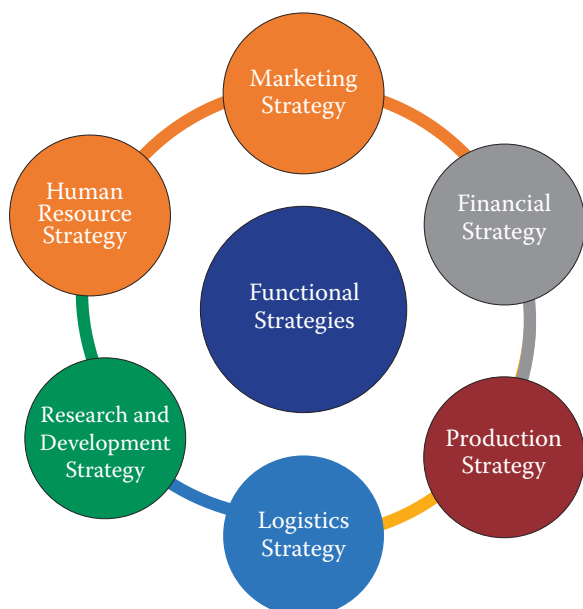 Marketing
Strategy
Human
Resource
Strategy
Financial
Strategy
Functional
Strategies
Research and
Development
Strategy
Production
Strategy
Logistics
Strategy